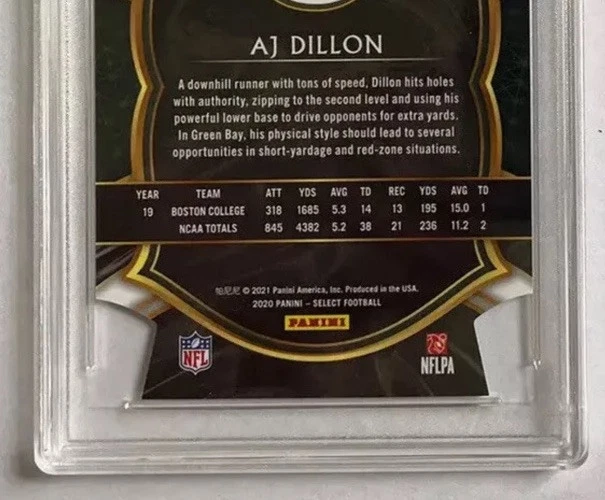 AJ DILLON
A downhill runner with tons of speed, Dillon hits holes
with authority, zipping to the second level and using his
powerful lower base to drive opponents for extra yards.
In Green Bay, his physical style should lead to several
opportunities in short-yardage and red-zone situations.
YEAR TEAM ATT YDS AVG TD REC YDS AVG TD
19 BOSTON COLLEGE 318 1685 5.3 14 13 195 15.0 1
NCAA TOTALS 845 4382 5.2 38 21 236 11.2 2
帕尼尼 © 2021 Panini America, Inc. Produced in the USA.
2020 PANINI – SELECT FOOTBALL
PANINI
NFL
NFLPA